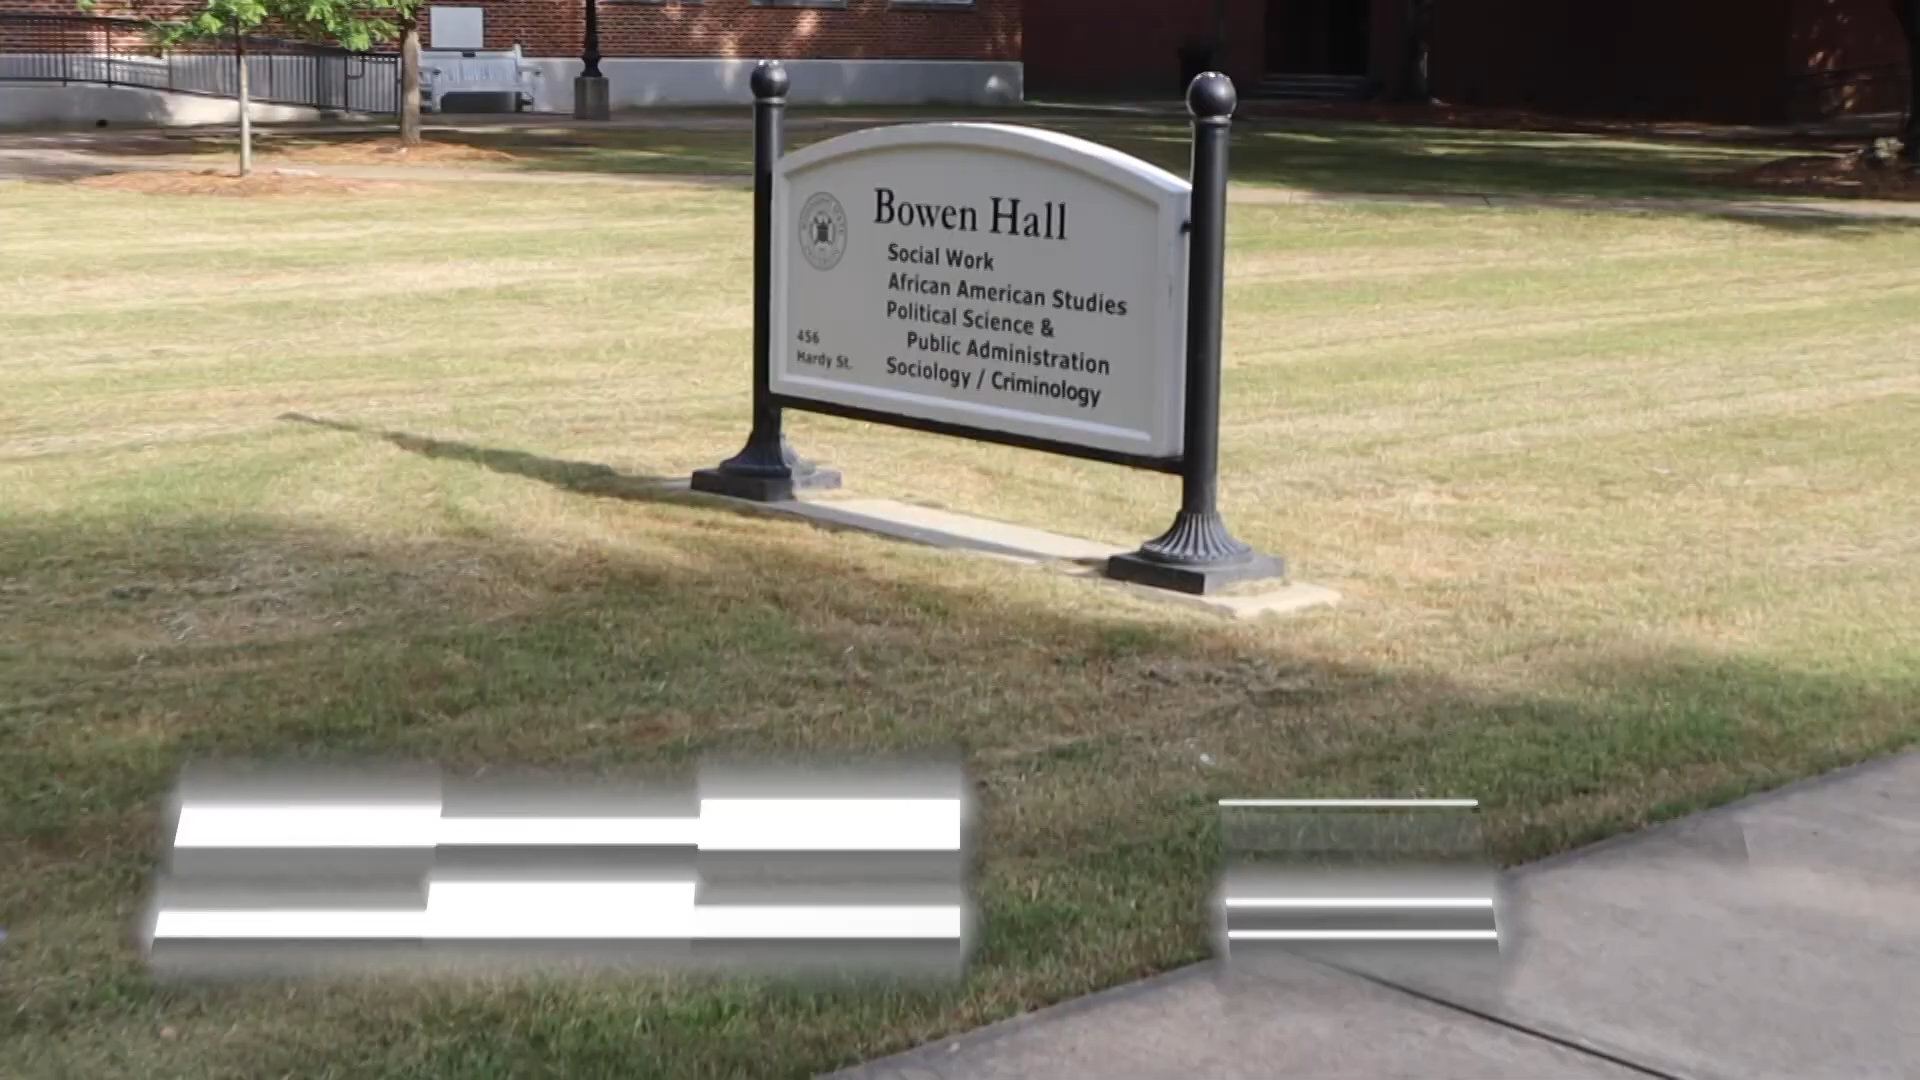 Bowen Hall
Social Work
African American Studies
Political Science &
Public Administration
Sociology / Criminology
456
Hardy St.